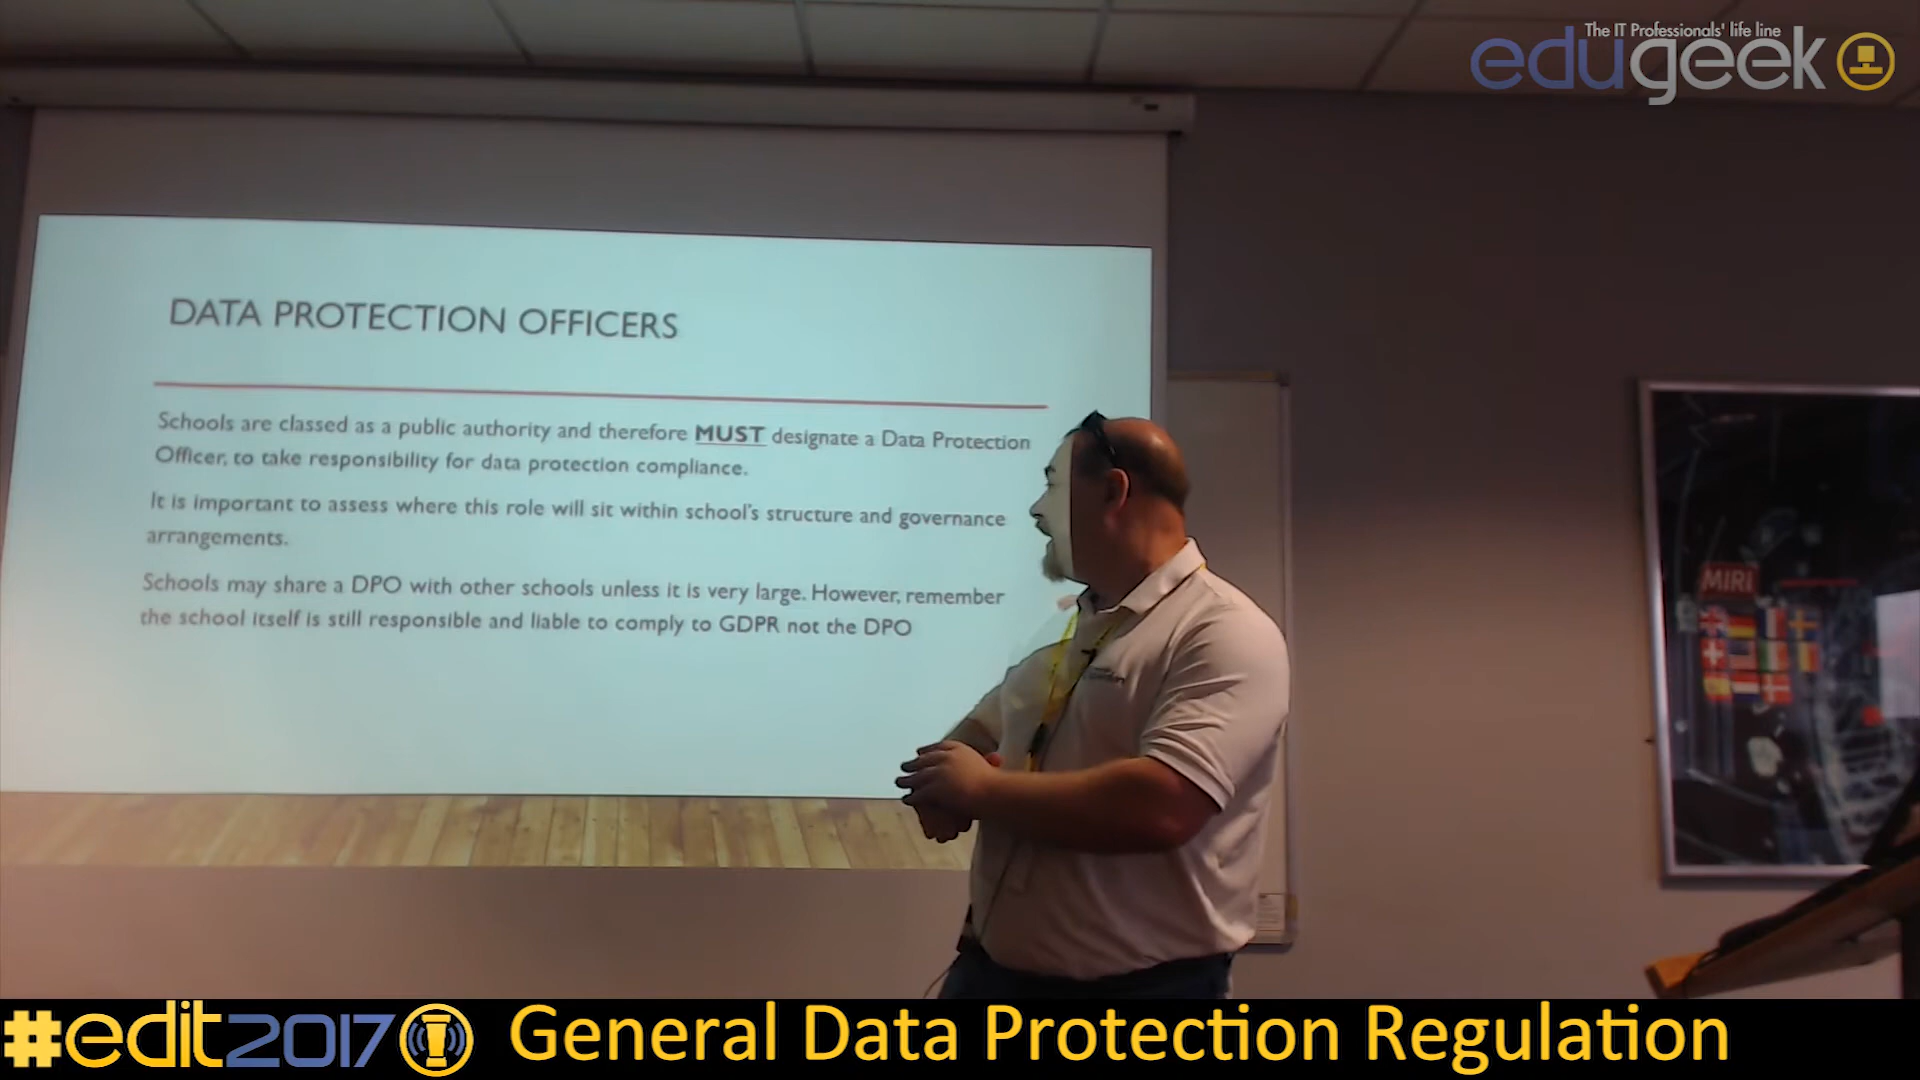 The IT Professionals' life line
edugeek
DATA PROTECTION OFFICERS
Schools are classed as a public authority and therefore MUST designate a Data Protection
Officer, to take responsibility for data protection compliance.
It is important to assess where this role will sit within school's structure and governance
arrangements.
Schools may share a DPO with other schools unless it is very large. However, remember
the school itself is still responsible and liable to comply to GDPR not the DPO
MIRI
#edit2017 General Data Protection Regulation